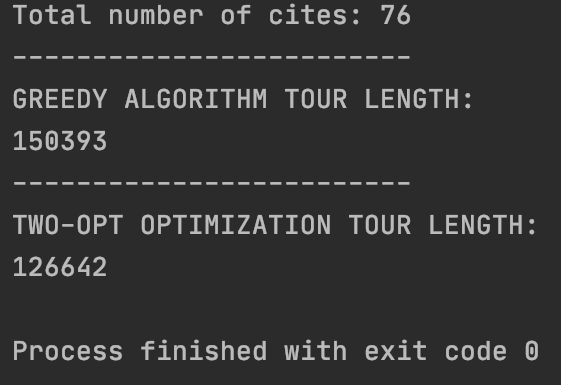 Total number of cites: 76
-------------------------
GREEDY ALGORITHM TOUR LENGTH:
150393
-------------------------
TWO-OPT OPTIMIZATION TOUR LENGTH:
126642
Process finished with exit code 0